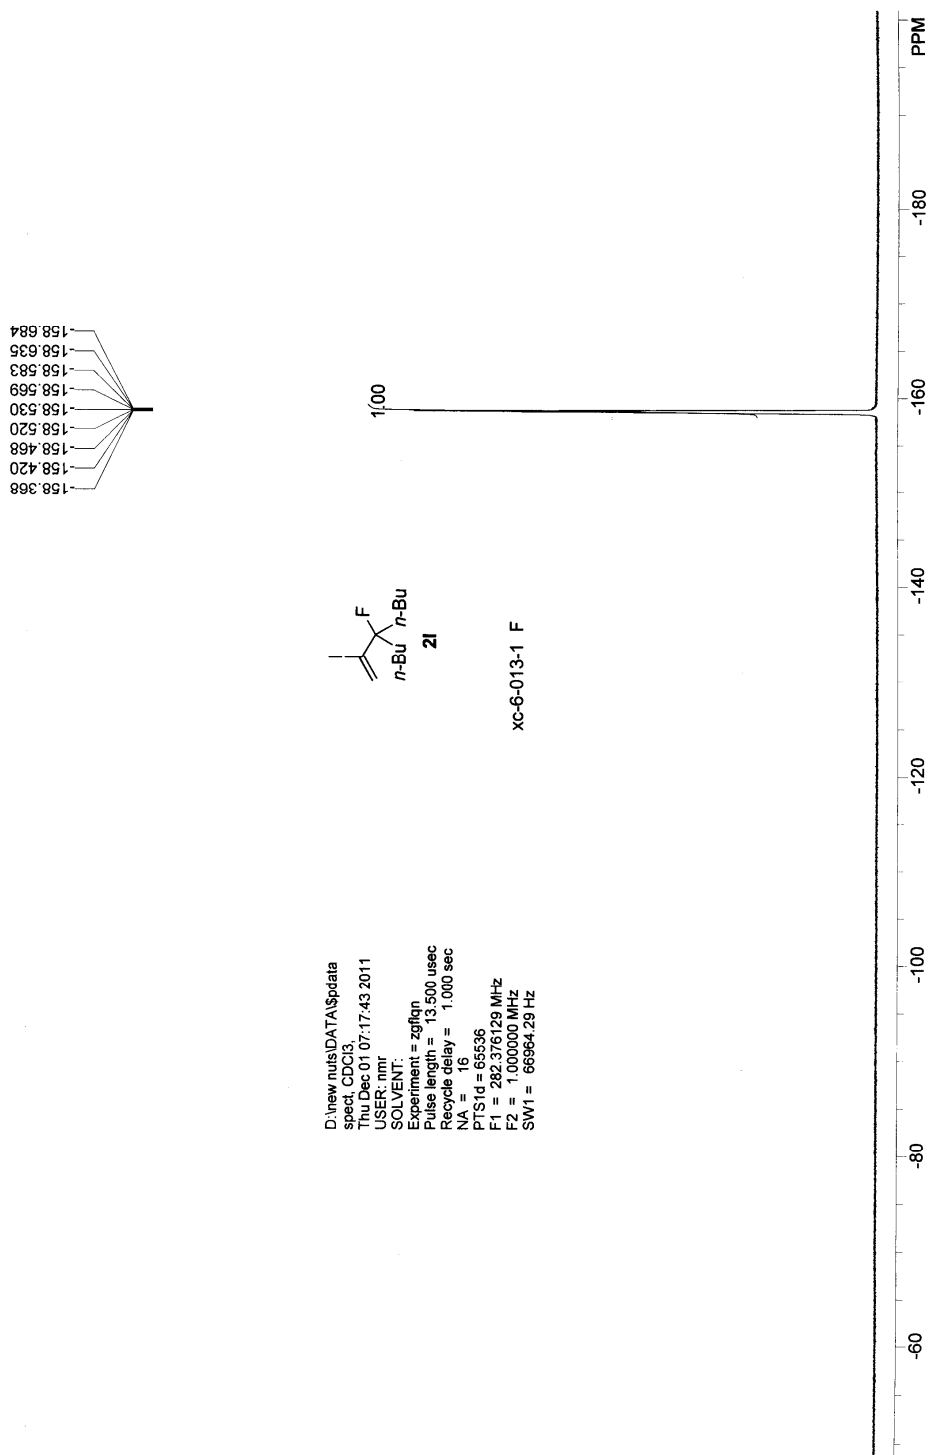 -158.368
-158.420
-158.468
-158.520
-158.530
-158.569
-158.583
-158.635
-158.684
1.00
I
F
n-Bu
n-Bu
2l
xc-6-013-1 F
D:\new nuts\DATA\$pdata
spect, CDCl3,
Thu Dec 01 07:17:43 2011
USER: nmr
SOLVENT:
Experiment = zgflqn
Pulse length = 13.500 usec
Recycle delay = 1.000 sec
NA = 16
PTS1d = 65536
F1 = 282.376129 MHz
F2 = 1.000000 MHz
SW1 = 66964.29 Hz
-60
-80
-100
-120
-140
-160
-180
PPM